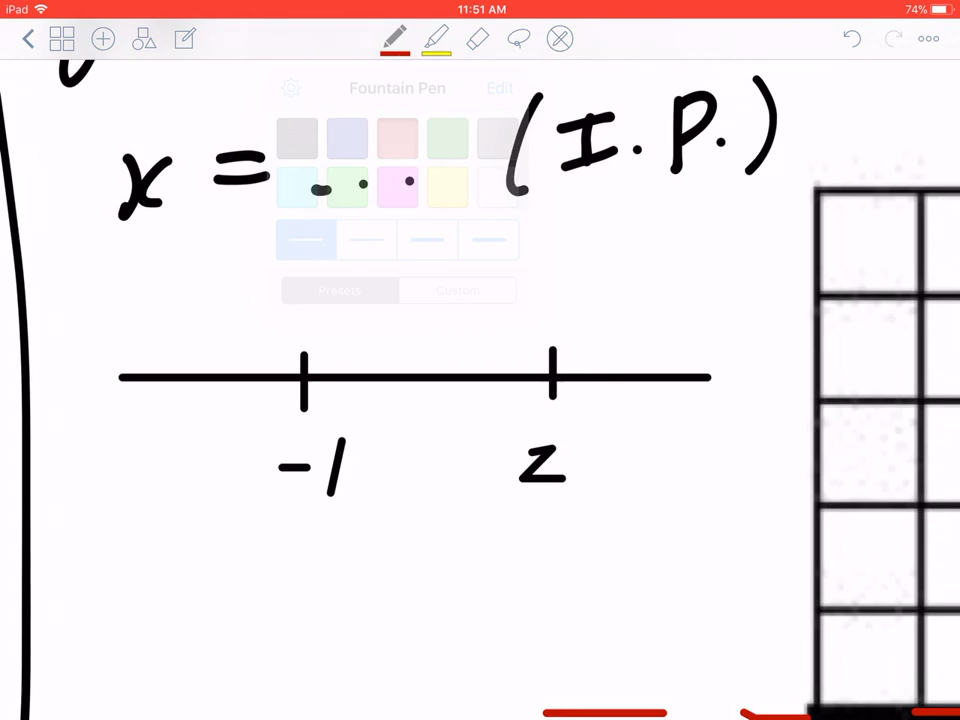 iPad 11:51 AM 74%
Fountain Pen Edit
x = ... (I.P.)
Presets Custom
-1 2